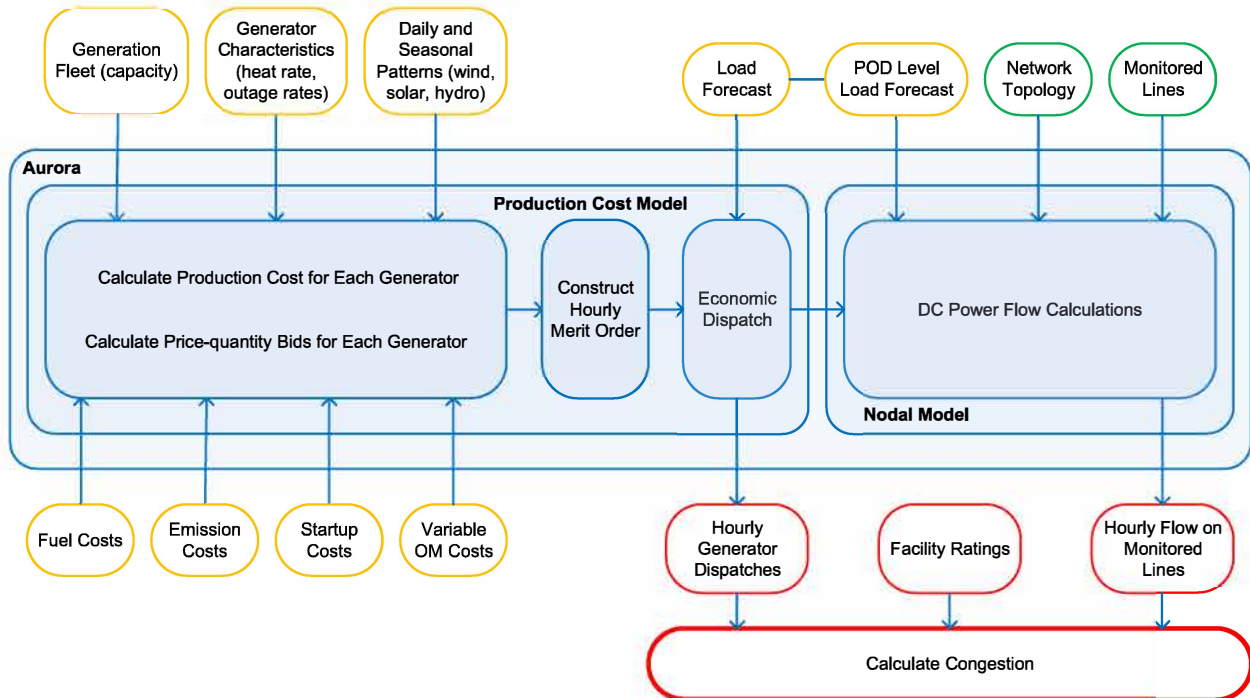 Generation
Fleet (capacity)
Generator
Characteristics
(heat rate,
outage rates)
Daily and
Seasonal
Patterns (wind,
solar, hydro)
Load
Forecast
POD Level
Load Forecast
Network
Topology
Monitored
Lines
Aurora
Production Cost Model
Calculate Production Cost for Each Generator
Calculate Price-quantity Bids for Each Generator
Construct
Hourly
Merit Order
Economic
Dispatch
DC Power Flow Calculations
Nodal Model
Fuel Costs
Emission
Costs
Startup
Costs
Variable
OM Costs
Hourly
Generator
Dispatches
Facility
Ratings
Hourly Flow on
Monitored
Lines
Calculate Congestion